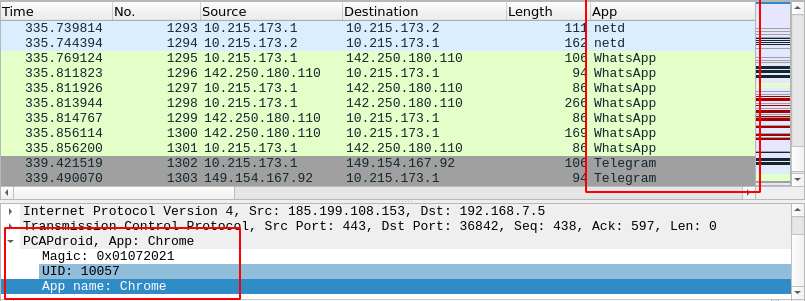 Time No. Source Destination Length App
335.739814 1293 10.215.173.1 10.215.173.2 111 netd
335.744394 1294 10.215.173.2 10.215.173.1 162 netd
335.769124 1295 10.215.173.1 142.250.180.110 106 WhatsApp
335.811823 1296 142.250.180.110 10.215.173.1 94 WhatsApp
335.811926 1297 10.215.173.1 142.250.180.110 86 WhatsApp
335.813944 1298 10.215.173.1 142.250.180.110 266 WhatsApp
335.814767 1299 142.250.180.110 10.215.173.1 86 WhatsApp
335.856114 1300 142.250.180.110 10.215.173.1 169 WhatsApp
335.856200 1301 10.215.173.1 142.250.180.110 86 WhatsApp
339.421519 1302 10.215.173.1 149.154.167.92 106 Telegram
339.490070 1303 149.154.167.92 10.215.173.1 94 Telegram
Internet Protocol Version 4, Src: 185.199.108.153, Dst: 192.168.7.5
Transmission Control Protocol, Src Port: 443, Dst Port: 36842, Seq: 438, Ack: 597, Len: 0
PCAPdroid, App: Chrome
Magic: 0x01072021
UID: 10057
App name: Chrome